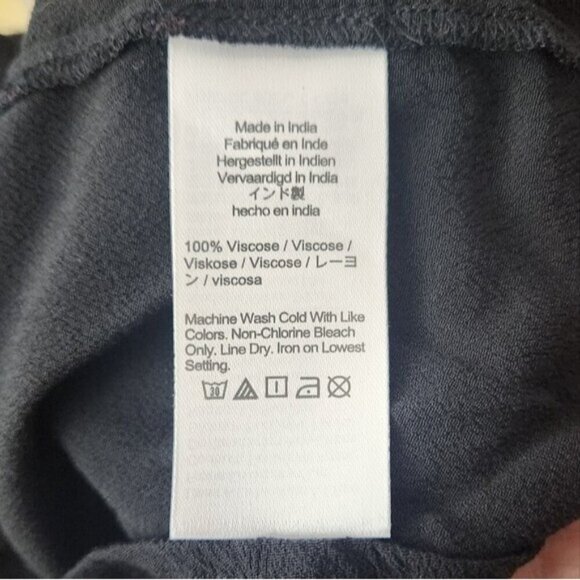 Made in India
Fabriqué en Inde
Hergestellt in Indien
Vervaardigd in India
インド製
hecho en india
100% Viscose / Viscose /
Viskose / Viscose / レーヨ
ン / viscosa
Machine Wash Cold With Like
Colors. Non-Chlorine Bleach
Only. Line Dry. Iron on Lowest
Setting.
30